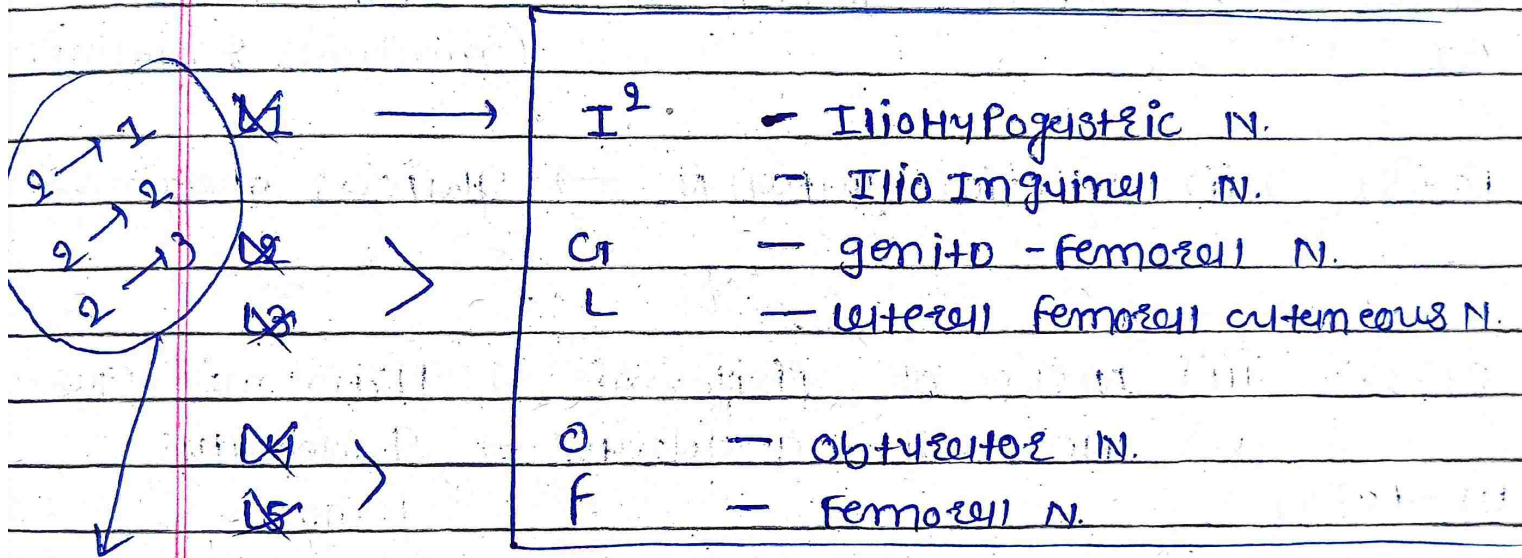 2 → 1 L1 → I² - IlioHypogastric N.
2 → 2 - Ilio Inguinal N.
2 → 3 L2 > G - genito - femoral N.
L3 L - lateral femoral cutaneous N.
L4 > O - Obturator N.
L5 F - Femoral N.